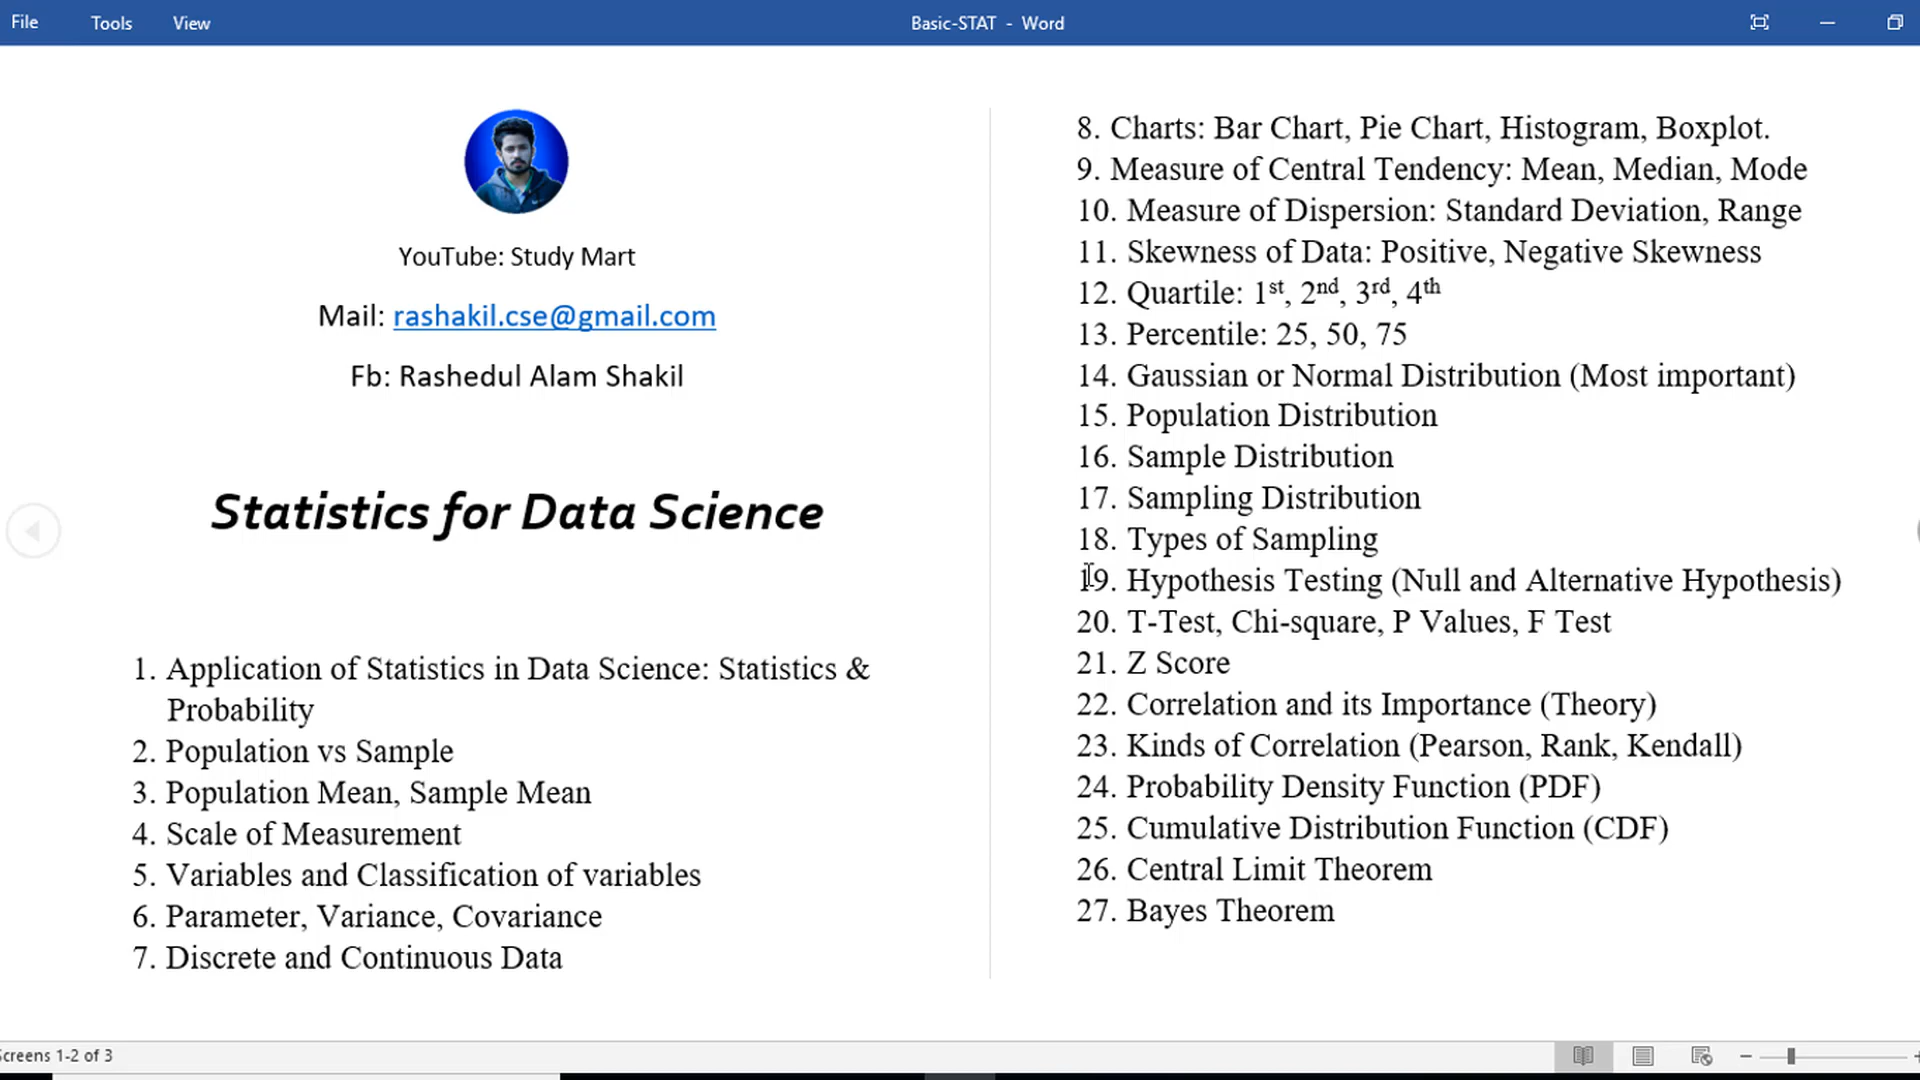 File Tools View Basic-STAT - Word
YouTube: Study Mart
Mail: rashakil.cse@gmail.com
Fb: Rashedul Alam Shakil
Statistics for Data Science
1. Application of Statistics in Data Science: Statistics &
Probability
2. Population vs Sample
3. Population Mean, Sample Mean
4. Scale of Measurement
5. Variables and Classification of variables
6. Parameter, Variance, Covariance
7. Discrete and Continuous Data
8. Charts: Bar Chart, Pie Chart, Histogram, Boxplot.
9. Measure of Central Tendency: Mean, Median, Mode
10. Measure of Dispersion: Standard Deviation, Range
11. Skewness of Data: Positive, Negative Skewness
12. Quartile: 1st, 2nd, 3rd, 4th
13. Percentile: 25, 50, 75
14. Gaussian or Normal Distribution (Most important)
15. Population Distribution
16. Sample Distribution
17. Sampling Distribution
18. Types of Sampling
19. Hypothesis Testing (Null and Alternative Hypothesis)
20. T-Test, Chi-square, P Values, F Test
21. Z Score
22. Correlation and its Importance (Theory)
23. Kinds of Correlation (Pearson, Rank, Kendall)
24. Probability Density Function (PDF)
25. Cumulative Distribution Function (CDF)
26. Central Limit Theorem
27. Bayes Theorem
creens 1-2 of 3